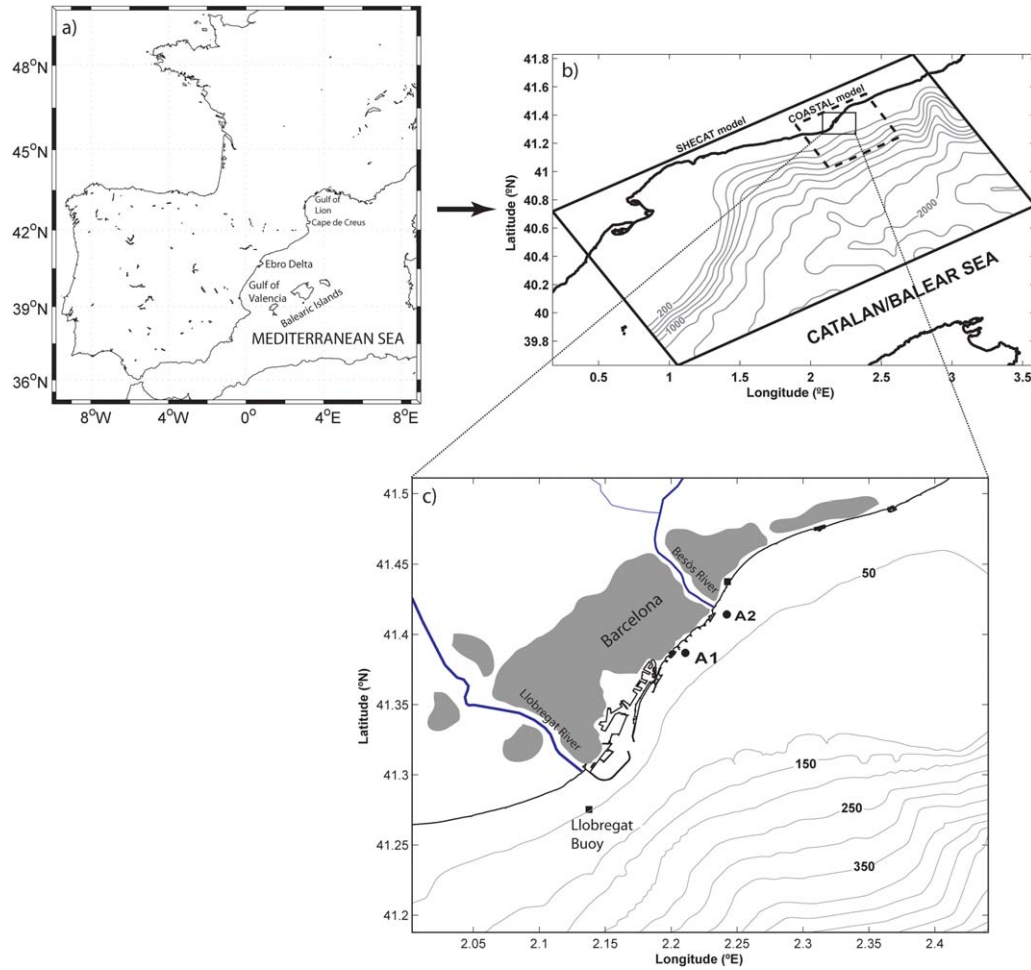 a)
48°N
45°N
42°N
39°N
36°N
8°W
4°W
0°
4°E
8°E
Gulf of
Lion
Cape de Creus
Ebro Delta
Gulf of
Valencia
Balearic Islands
MEDITERRANEAN SEA
b)
41.8
41.6
41.4
41.2
41
40.8
40.6
40.4
40.2
40
39.8
Latitude (ºN)
0.5
1
1.5
2
2.5
3
3.5
Longitude (ºE)
SHECAT model
COASTAL model
200
1000
2000
CATALAN/BALEAR SEA
c)
41.5
41.45
41.4
41.35
41.3
41.25
41.2
Latitude (ºN)
2.05
2.1
2.15
2.2
2.25
2.3
2.35
2.4
Longitude (ºE)
Besòs River
Barcelona
Llobregat River
A2
A1
50
150
250
350
Llobregat
Buoy